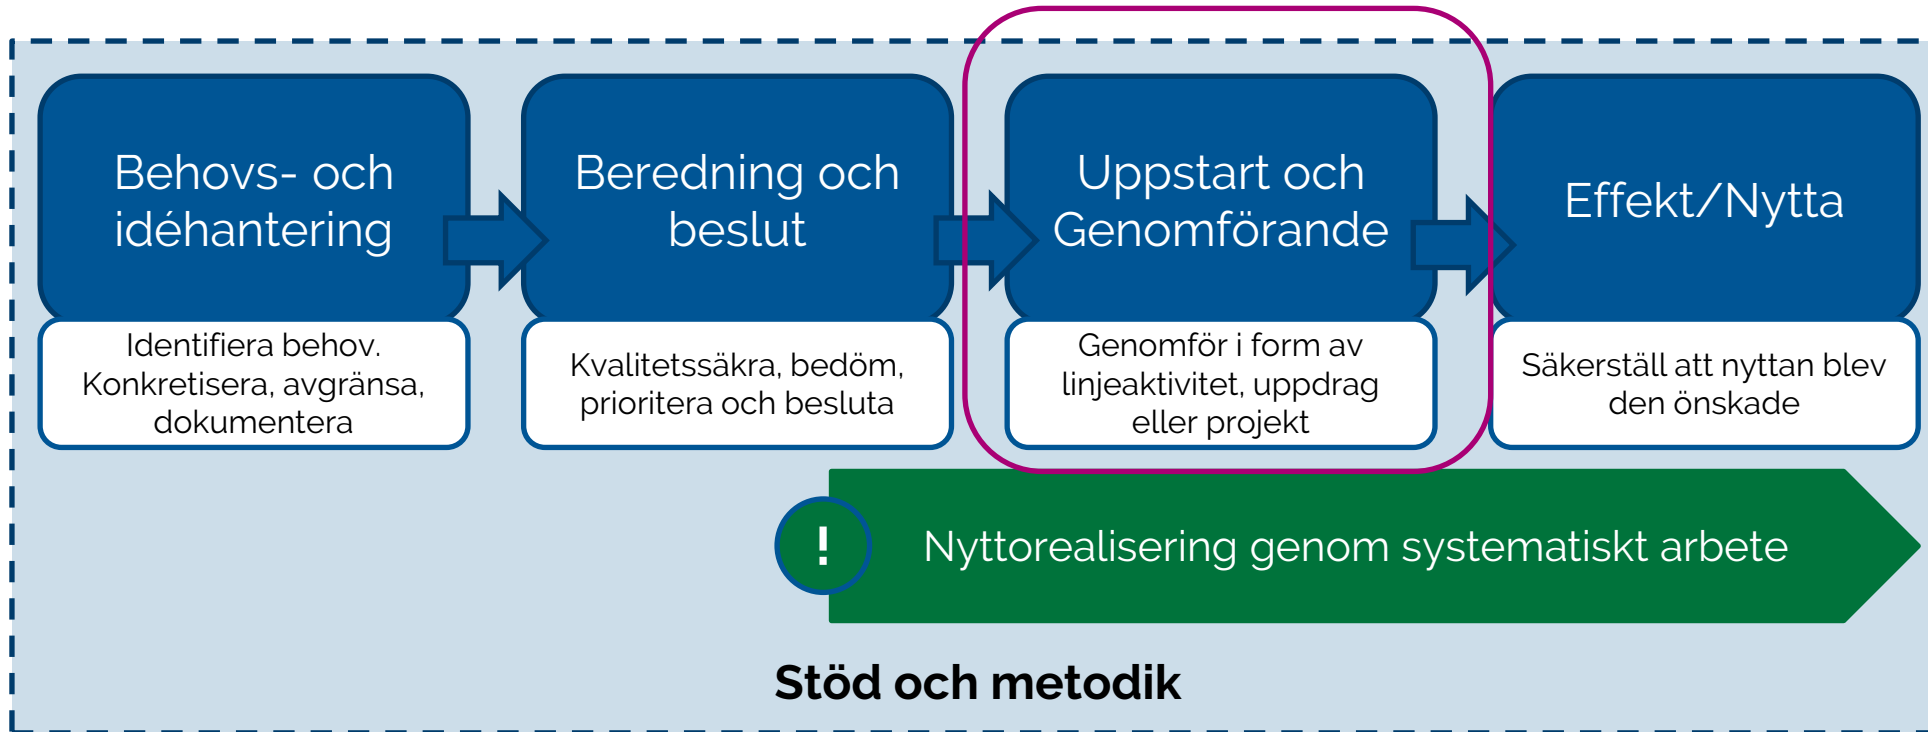 Behovs- och
idéhantering
Identifiera behov.
Konkretisera, avgränsa,
dokumentera
Beredning och
beslut
Kvalitetssäkra, bedöm,
prioritera och besluta
Uppstart och
Genomförande
Genomför i form av
linjeaktivitet, uppdrag
eller projekt
Effekt/Nytta
Säkerställ att nyttan blev
den önskade
!
Nyttorealisering genom systematiskt arbete
Stöd och metodik